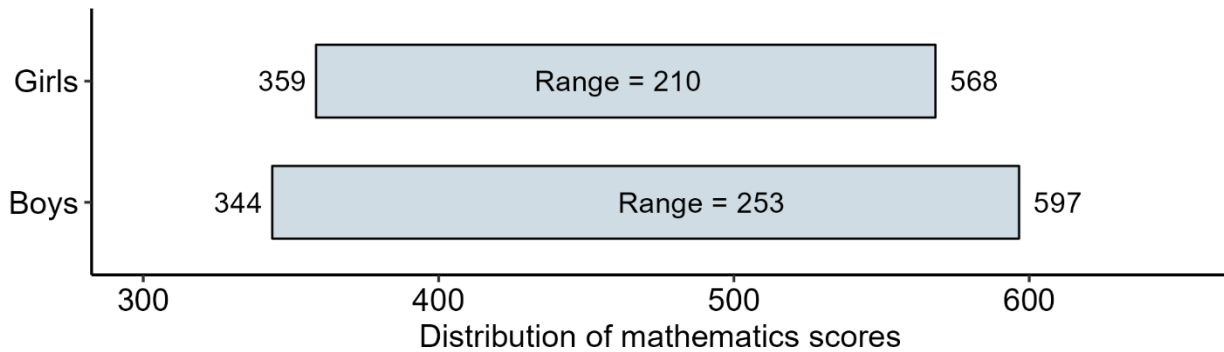 Girls 359 Range = 210 568
Boys 344 Range = 253 597
300 400 500 600
Distribution of mathematics scores